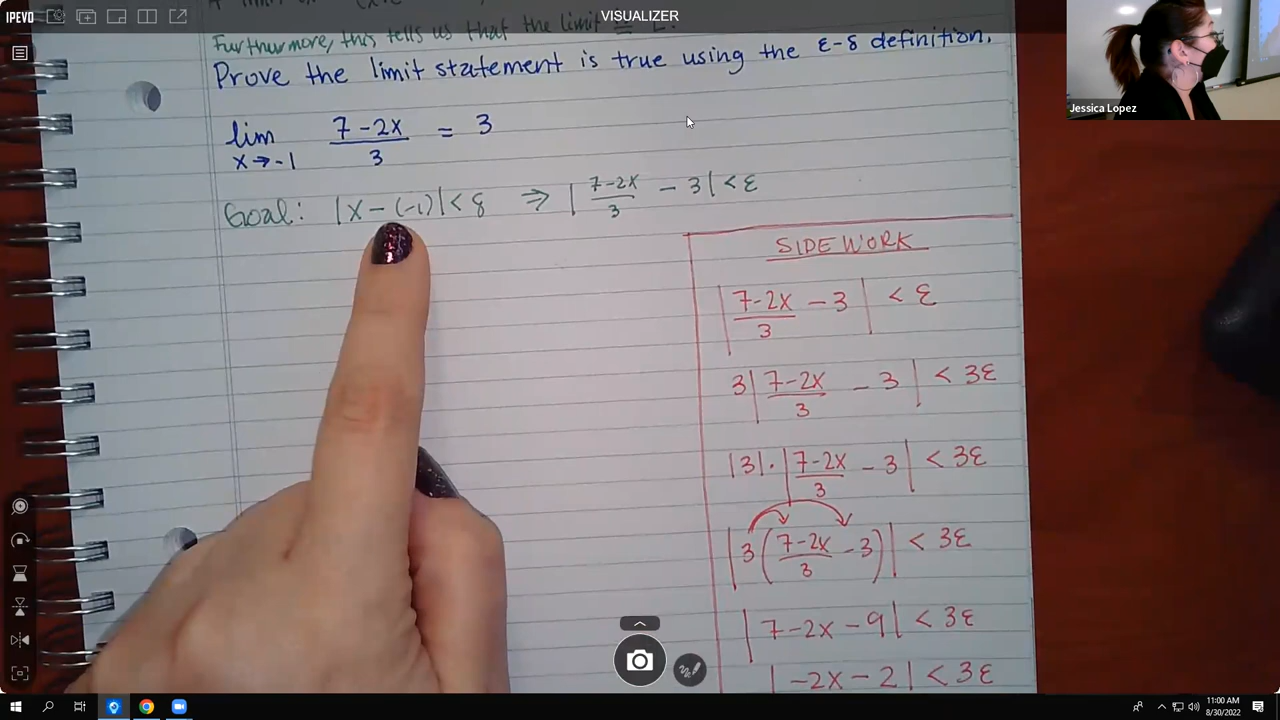 IPEVO
VISUALIZER
Furthermore, this tells us that the limit
Prove the limit statement is true using the ε-δ definition.
lim x→-1 (7-2x)/3 = 3
Goal: |x-(-1)|<δ ⇒ |(7-2x)/3 - 3|<ε
SIDE WORK
|(7-2x)/3 - 3| < ε
3|(7-2x)/3 - 3| < 3ε
|3|·|(7-2x)/3 - 3| < 3ε
|3((7-2x)/3 - 3)| < 3ε
|7-2x-9| < 3ε
|-2x-2| < 3ε
Jessica Lopez
11:00 AM
8/30/2022